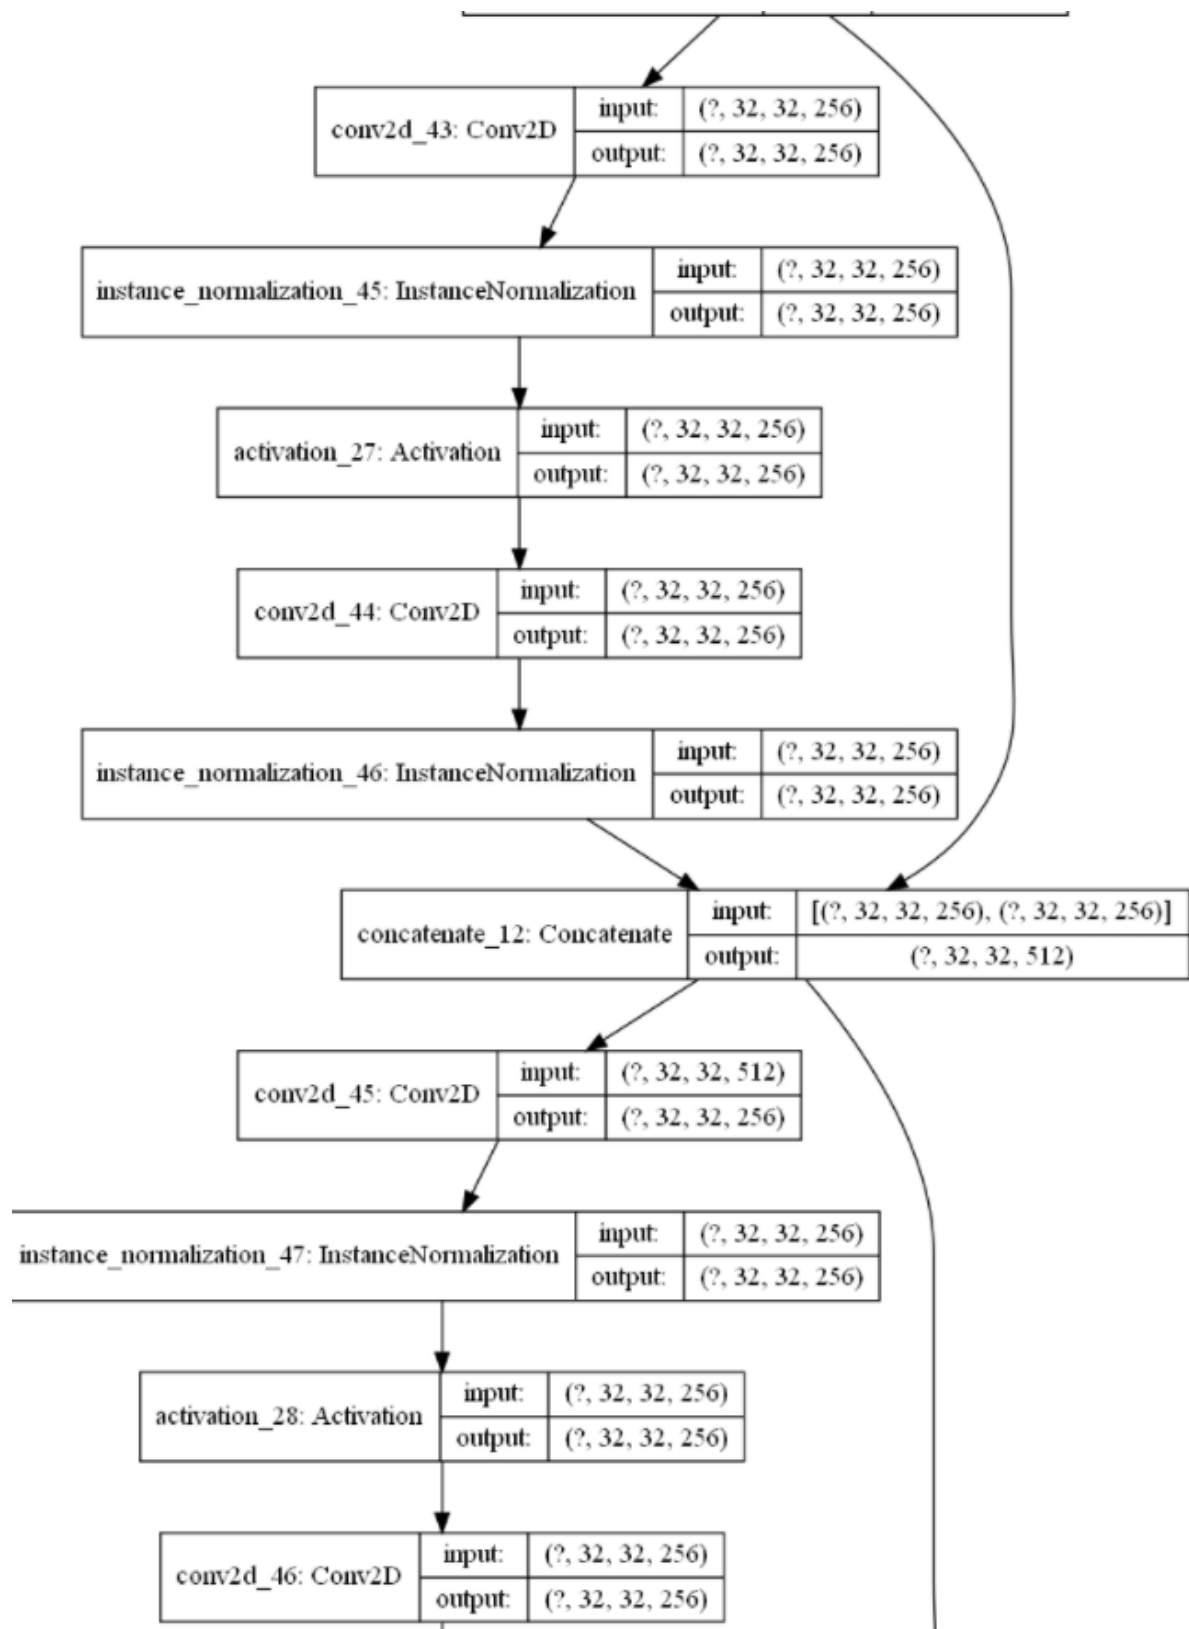 conv2d_43: Conv2D
input: (?, 32, 32, 256)
output: (?, 32, 32, 256)
instance_normalization_45: InstanceNormalization
input: (?, 32, 32, 256)
output: (?, 32, 32, 256)
activation_27: Activation
input: (?, 32, 32, 256)
output: (?, 32, 32, 256)
conv2d_44: Conv2D
input: (?, 32, 32, 256)
output: (?, 32, 32, 256)
instance_normalization_46: InstanceNormalization
input: (?, 32, 32, 256)
output: (?, 32, 32, 256)
concatenate_12: Concatenate
input: [(?, 32, 32, 256), (?, 32, 32, 256)]
output: (?, 32, 32, 512)
conv2d_45: Conv2D
input: (?, 32, 32, 512)
output: (?, 32, 32, 256)
instance_normalization_47: InstanceNormalization
input: (?, 32, 32, 256)
output: (?, 32, 32, 256)
activation_28: Activation
input: (?, 32, 32, 256)
output: (?, 32, 32, 256)
conv2d_46: Conv2D
input: (?, 32, 32, 256)
output: (?, 32, 32, 256)